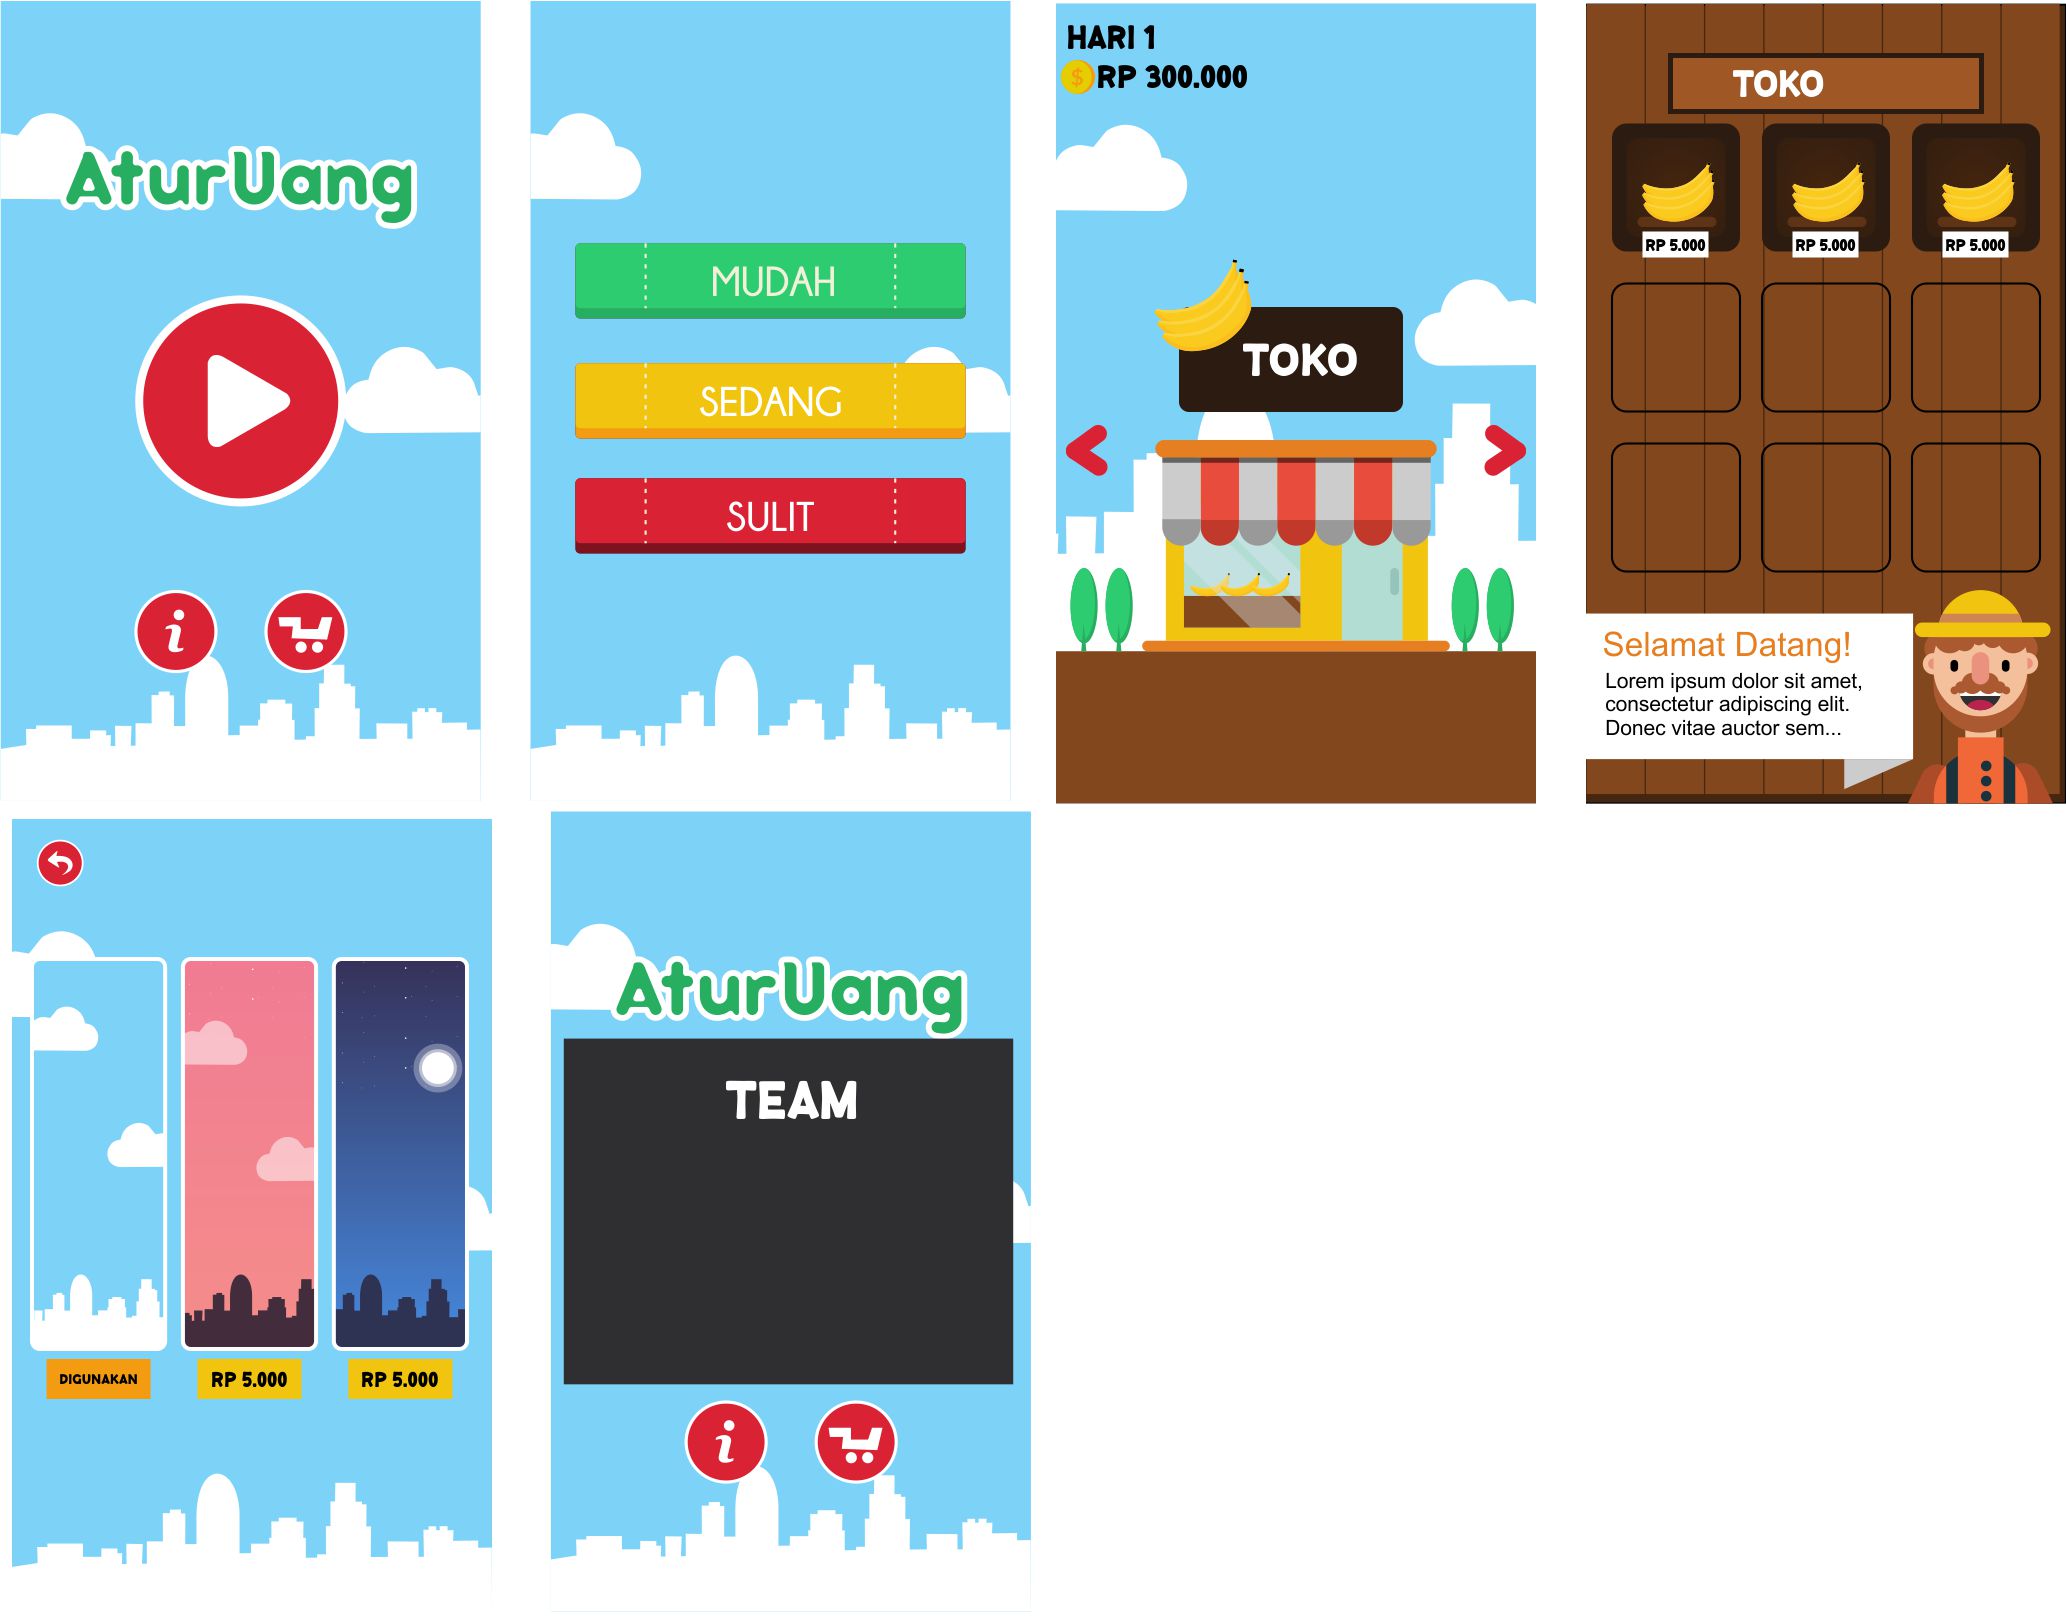 AturUang
MUDAH
SEDANG
SULIT
HARI 1
$
RP 300.000
TOKO
TOKO
RP 5.000
RP 5.000
RP 5.000
Selamat Datang!
Lorem ipsum dolor sit amet,
consectetur adipiscing elit.
Donec vitae auctor sem...
i
DIGUNAKAN
RP 5.000
RP 5.000
AturUang
TEAM
i